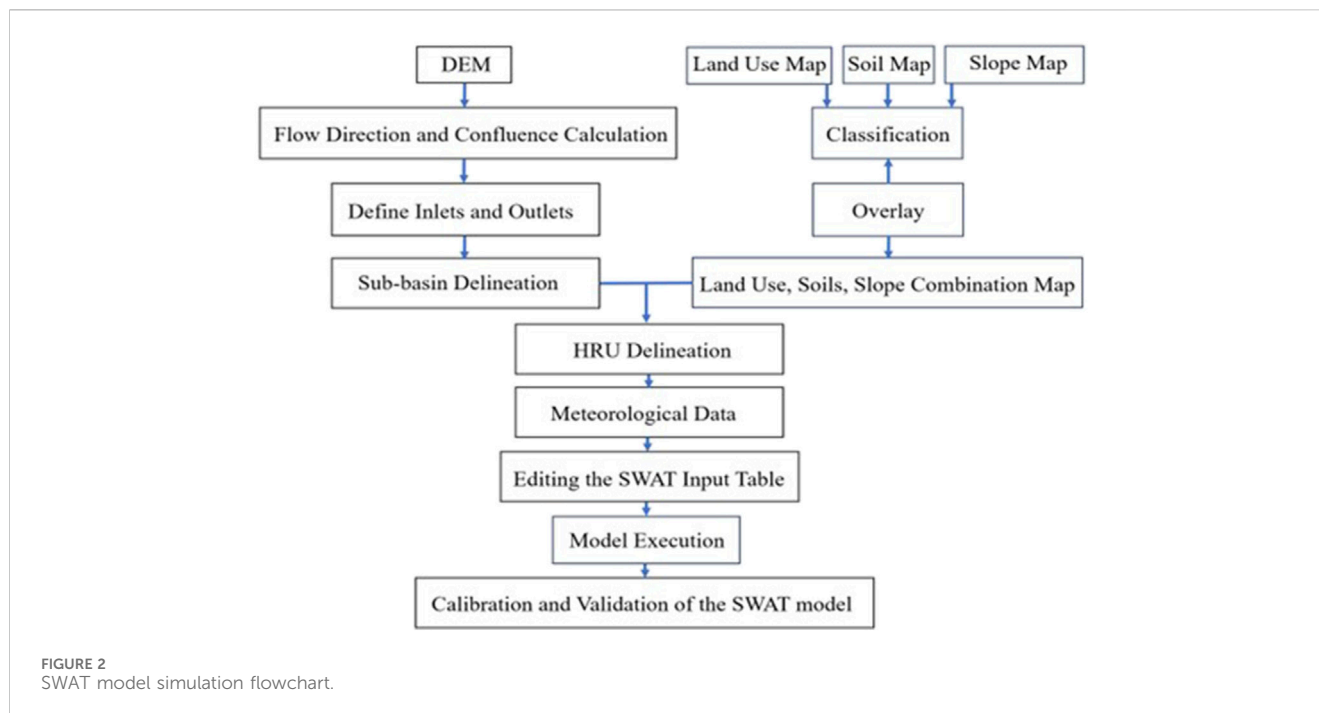 DEM
Land Use Map
Soil Map
Slope Map
Flow Direction and Confluence Calculation
Classification
Define Inlets and Outlets
Overlay
Sub-basin Delineation
Land Use, Soils, Slope Combination Map
HRU Delineation
Meteorological Data
Editing the SWAT Input Table
Model Execution
Calibration and Validation of the SWAT model
FIGURE 2
SWAT model simulation flowchart.